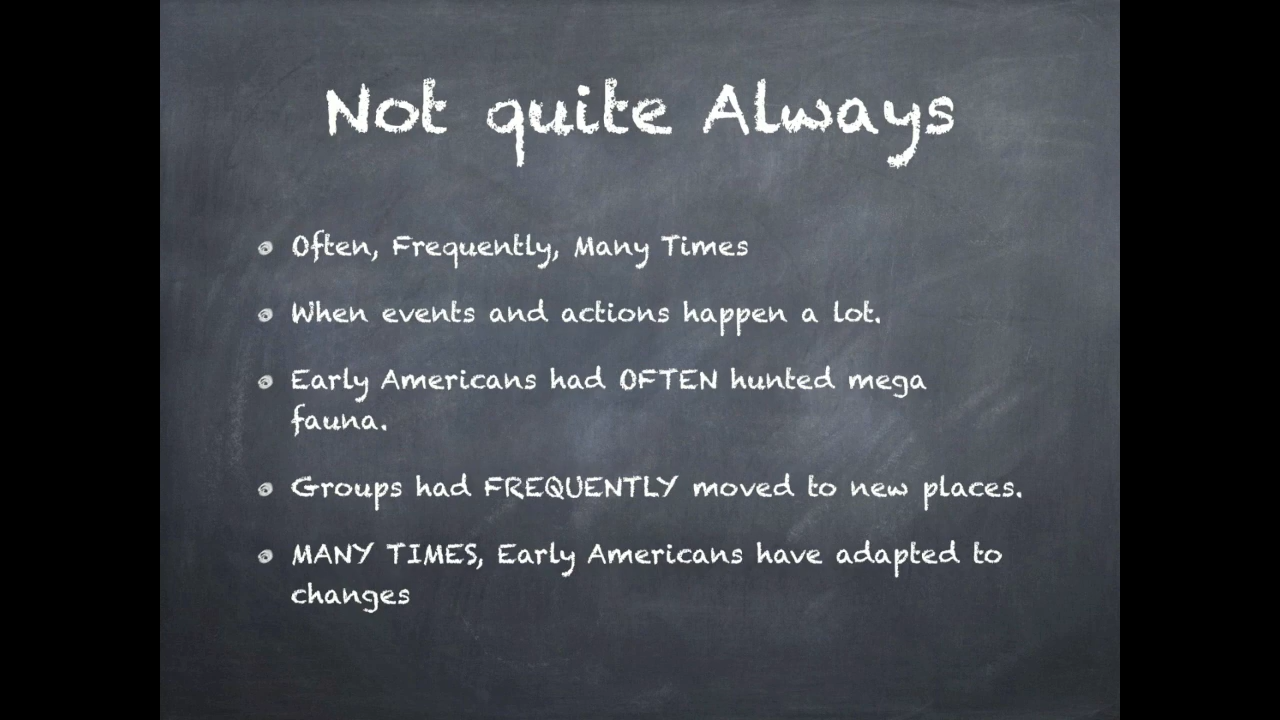 Not quite Always
Often, Frequently, Many Times
When events and actions happen a lot.
Early Americans had OFTEN hunted mega
fauna.
Groups had FREQUENTLY moved to new places.
MANY TIMES, Early Americans have adapted to
changes